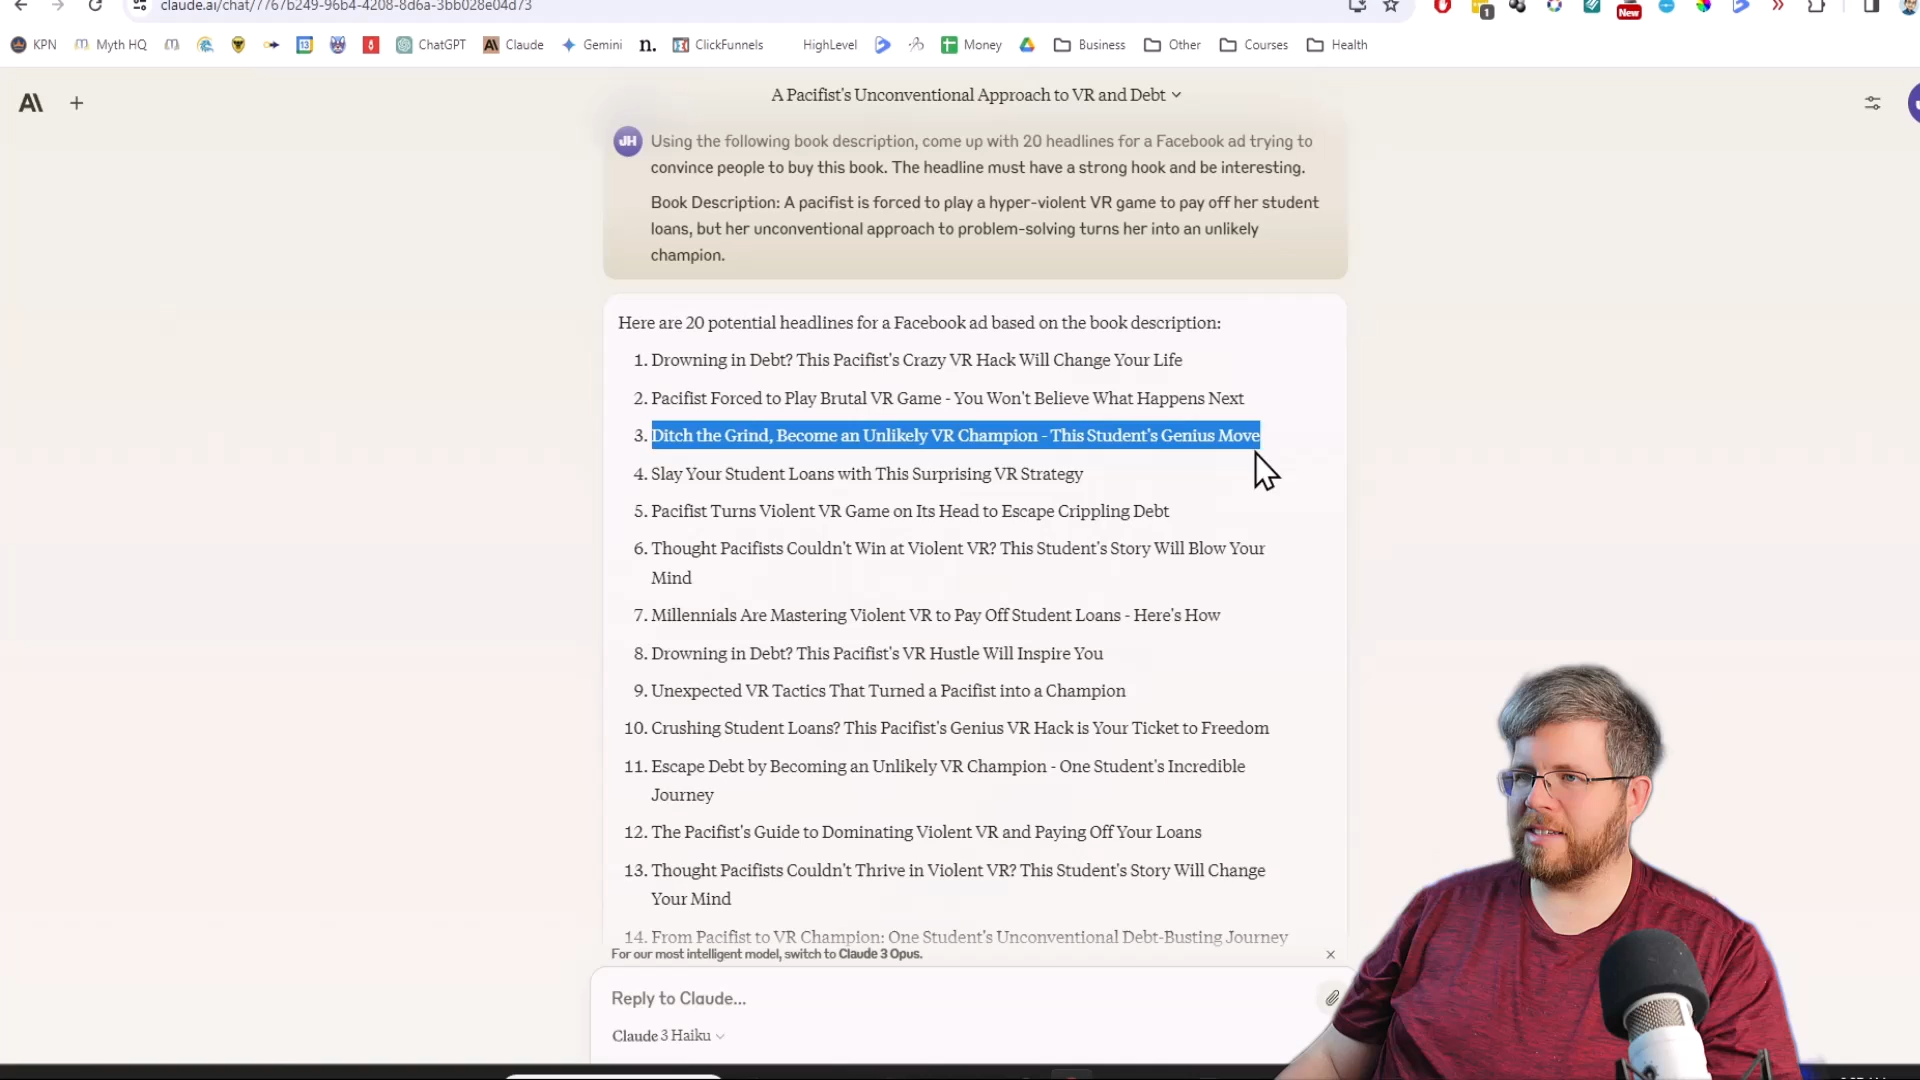 claude.ai/chat/7767b249-96b4-4208-8d6a-3bb028e04d73
1
New
KPN
Myth HQ
ChatGPT
Claude
Gemini
n.
ClickFunnels
HighLevel
Money
Business
Other
Courses
Health
A Pacifist's Unconventional Approach to VR and Debt
JH
Using the following book description, come up with 20 headlines for a Facebook ad trying to
convince people to buy this book. The headline must have a strong hook and be interesting.
Book Description: A pacifist is forced to play a hyper-violent VR game to pay off her student
loans, but her unconventional approach to problem-solving turns her into an unlikely
champion.
Here are 20 potential headlines for a Facebook ad based on the book description:
1. Drowning in Debt? This Pacifist's Crazy VR Hack Will Change Your Life
2. Pacifist Forced to Play Brutal VR Game - You Won't Believe What Happens Next
3. Ditch the Grind, Become an Unlikely VR Champion - This Student's Genius Move
4. Slay Your Student Loans with This Surprising VR Strategy
5. Pacifist Turns Violent VR Game on Its Head to Escape Crippling Debt
6. Thought Pacifists Couldn't Win at Violent VR? This Student's Story Will Blow Your
Mind
7. Millennials Are Mastering Violent VR to Pay Off Student Loans - Here's How
8. Drowning in Debt? This Pacifist's VR Hustle Will Inspire You
9. Unexpected VR Tactics That Turned a Pacifist into a Champion
10. Crushing Student Loans? This Pacifist's Genius VR Hack is Your Ticket to Freedom
11. Escape Debt by Becoming an Unlikely VR Champion - One Student's Incredible
Journey
12. The Pacifist's Guide to Dominating Violent VR and Paying Off Your Loans
13. Thought Pacifists Couldn't Thrive in Violent VR? This Student's Story Will Change
Your Mind
14. From Pacifist to VR Champion: One Student's Unconventional Debt-Busting Journey
For our most intelligent model, switch to Claude 3 Opus.
Reply to Claude...
Claude 3 Haiku